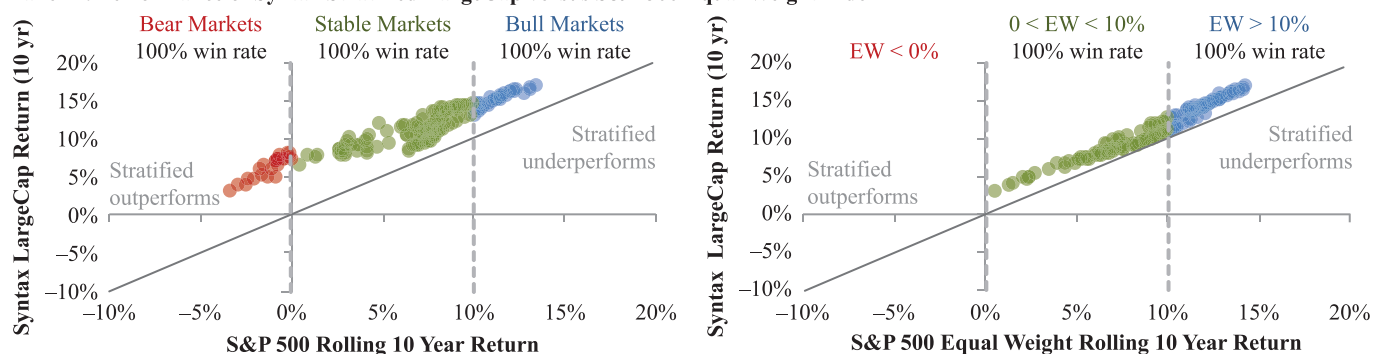 Bear Markets
100% win rate
Stable Markets
100% win rate
Bull Markets
100% win rate
Syntax LargeCap Return (10 yr)
20%
15%
10%
5%
0%
–5%
–10%
Stratified
outperforms
Stratified
underperforms
–10%
–5%
0%
5%
10%
15%
20%
S&P 500 Rolling 10 Year Return
EW < 0%
0 < EW < 10%
100% win rate
EW > 10%
100% win rate
Syntax LargeCap Return (10 yr)
20%
15%
10%
5%
0%
–5%
–10%
Stratified
outperforms
Stratified
underperforms
–10%
–5%
0%
5%
10%
15%
20%
S&P 500 Equal Weight Rolling 10 Year Return